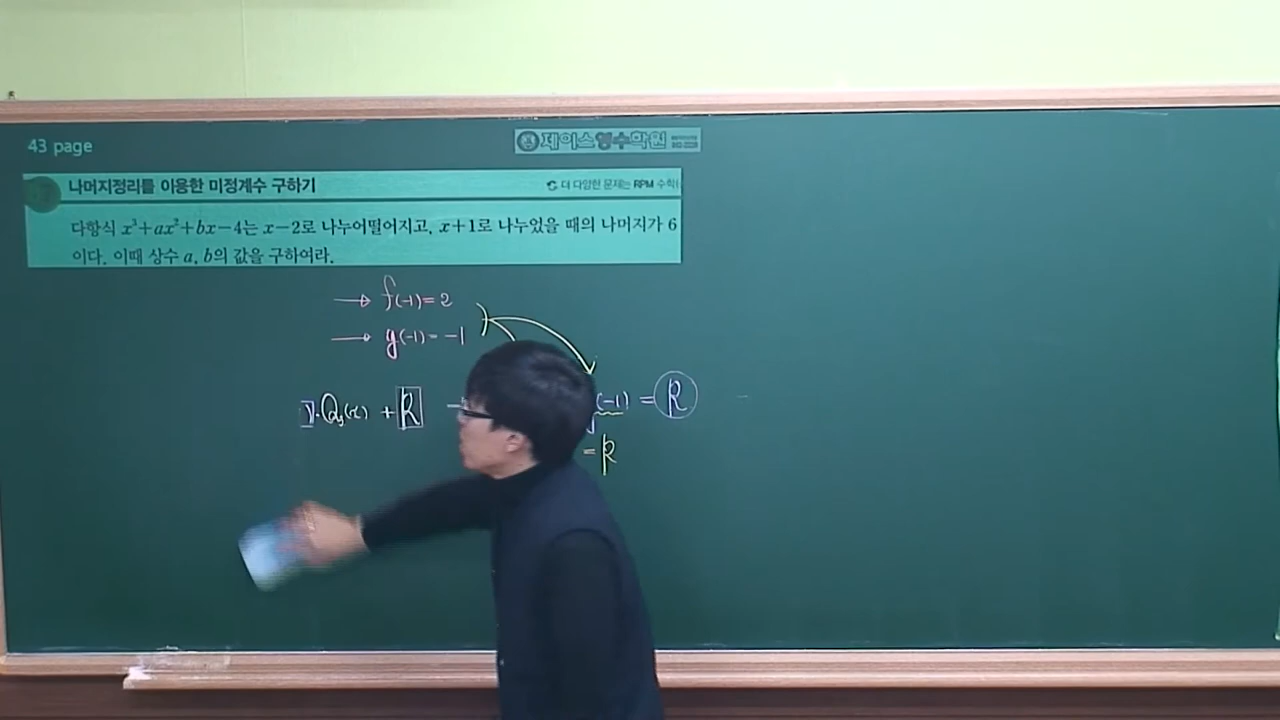 43 page
제이스영수학원
나머지정리를 이용한 미정계수 구하기
더 다양한 문제는 RPM 수학
다항식 x³+ax²+bx-4는 x-2로 나누어떨어지고, x+1로 나누었을 때의 나머지가 6
이다. 이때 상수 a, b의 값을 구하여라.
→ f(-1)=2
→ g(-1)=-1
·Q₃(x) + R
(-1) = R
= R